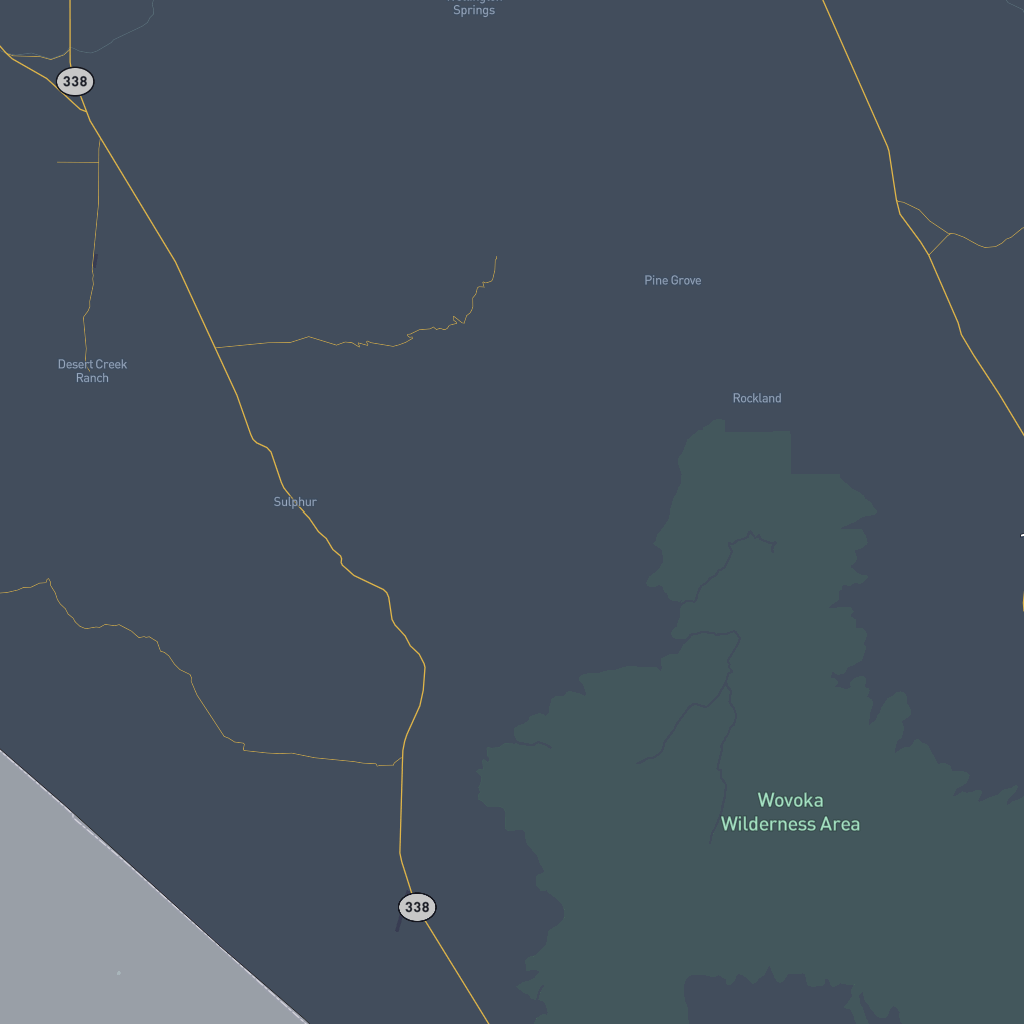 Springs
338
Pine Grove
Desert Creek
Ranch
Rockland
Sulphur
Wovoka
Wilderness Area
338